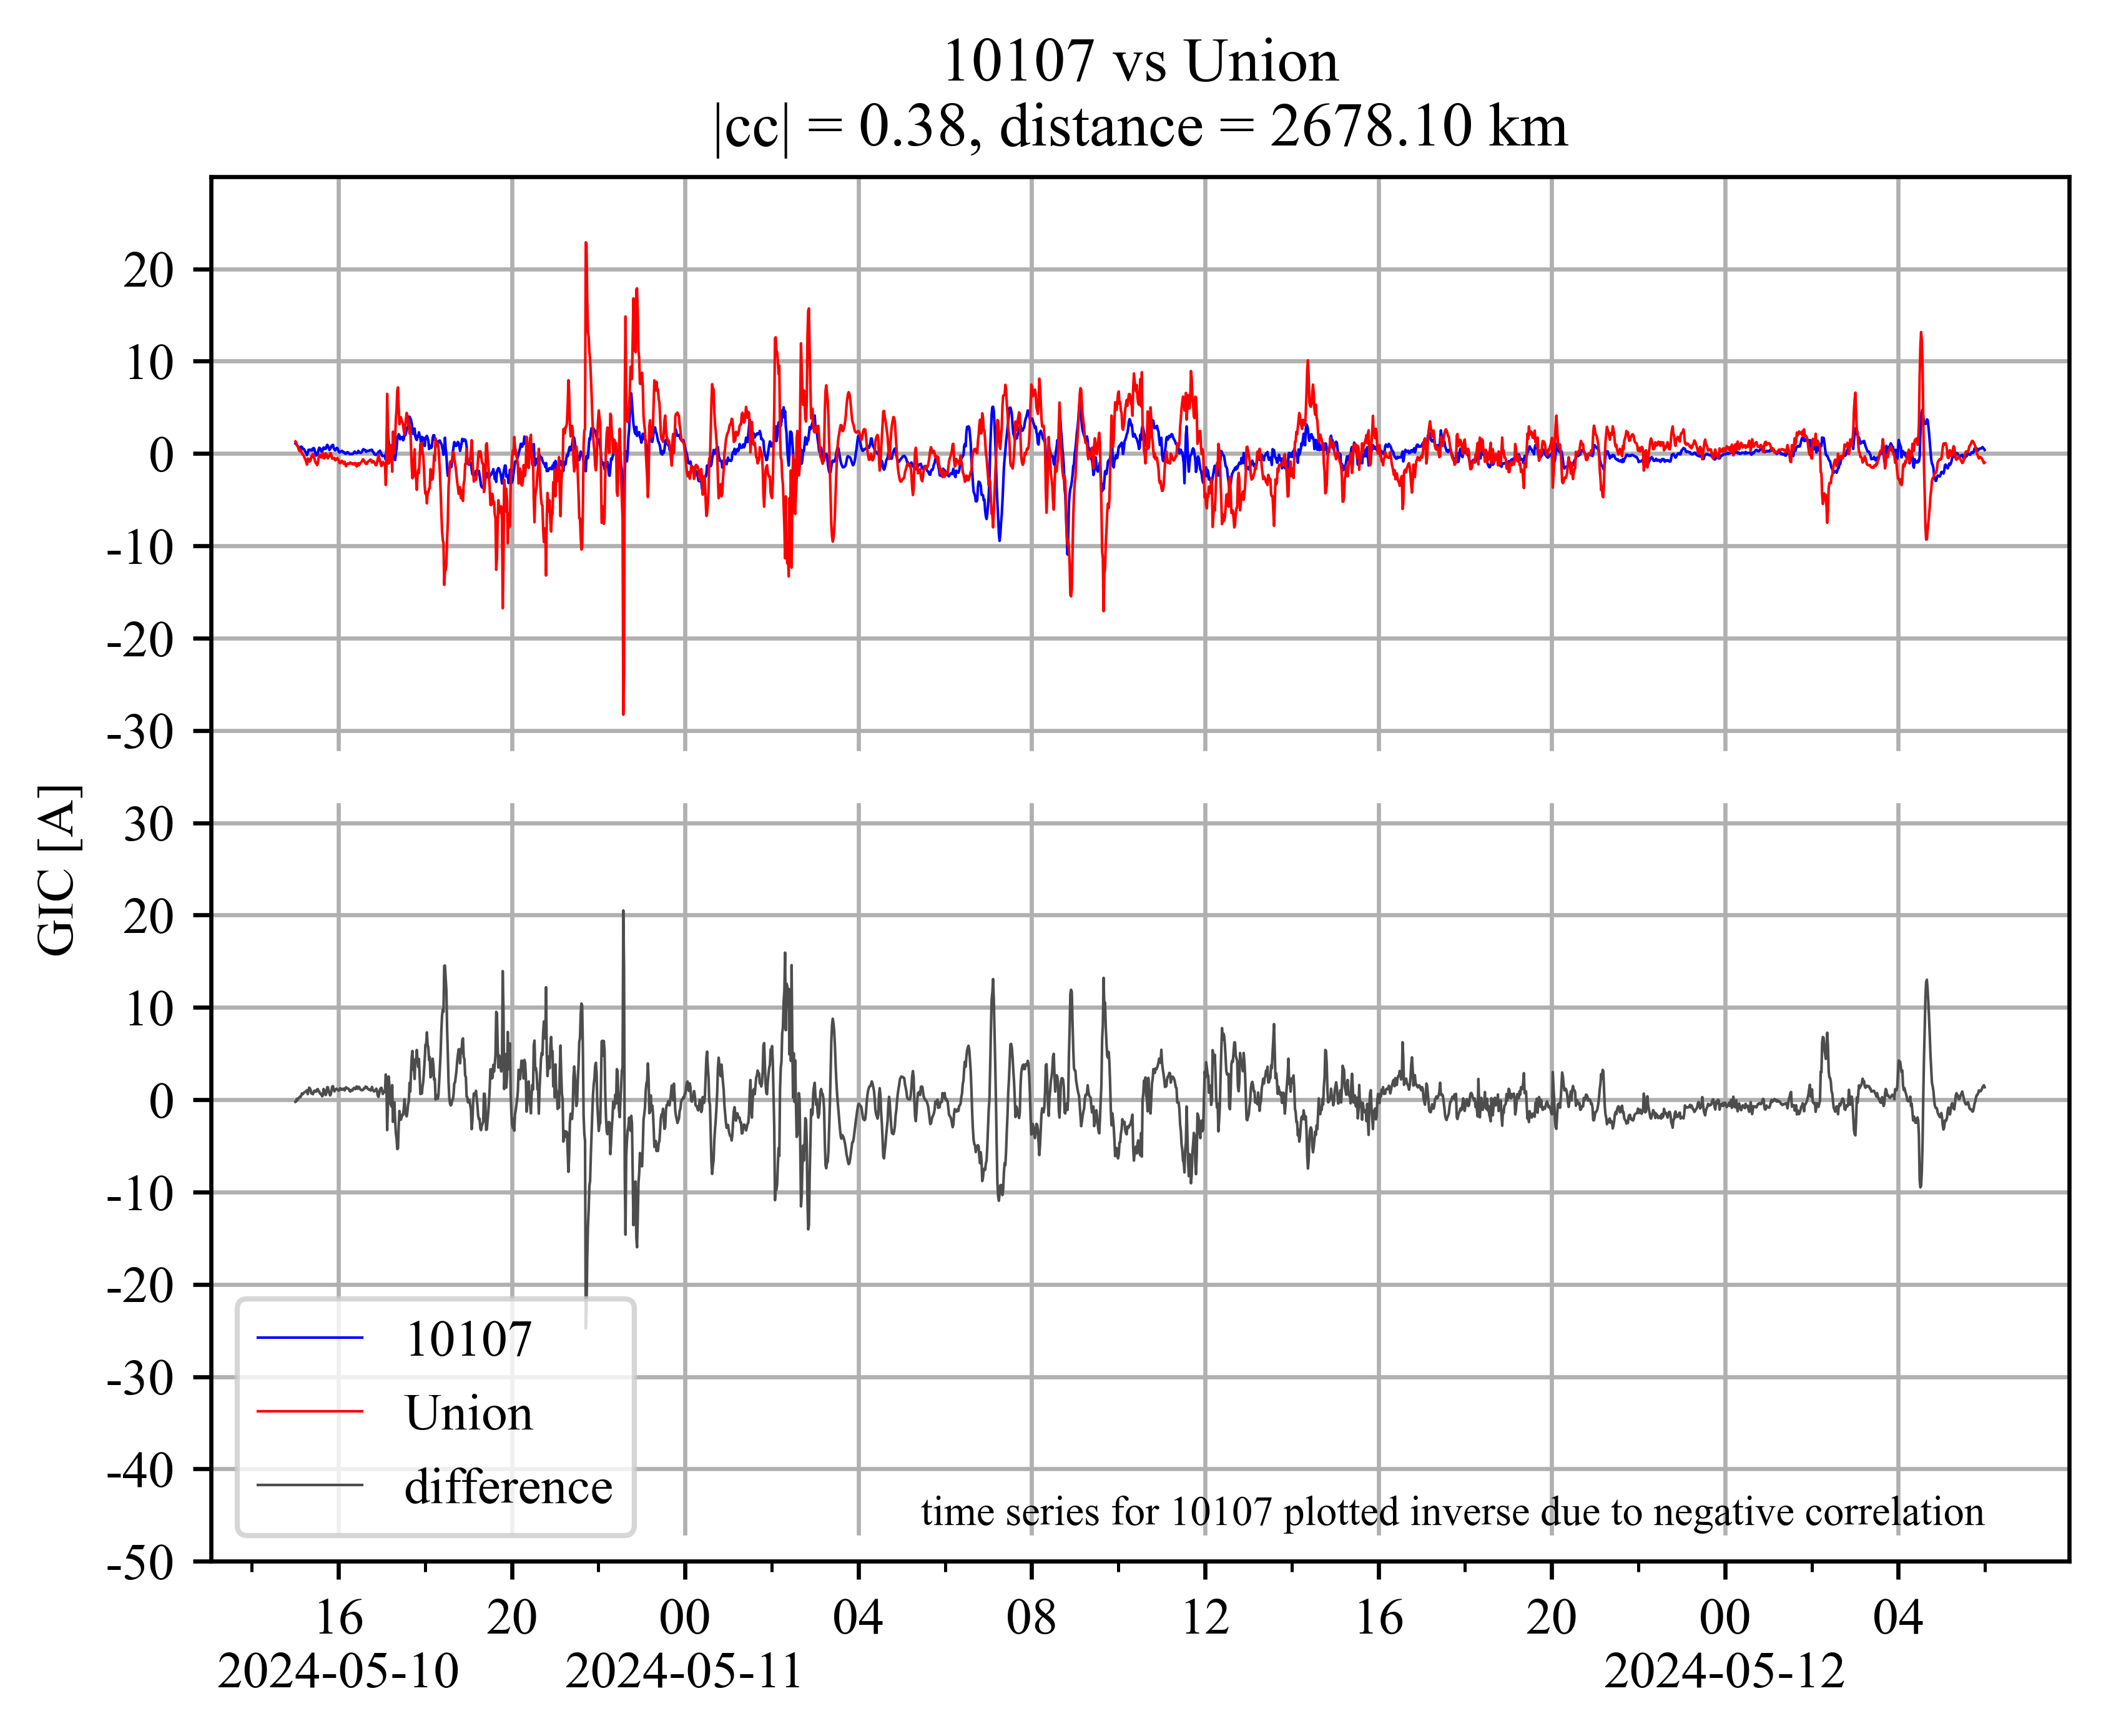 10107 vs Union
|cc| = 0.38, distance = 2678.10 km
GIC [A]
20
10
0
-10
-20
-30
30
20
10
0
-10
-20
-30
-40
-50
10107
Union
difference
time series for 10107 plotted inverse due to negative correlation
16 20 00 04 08 12 16 20 00 04
2024-05-10 2024-05-11 2024-05-12